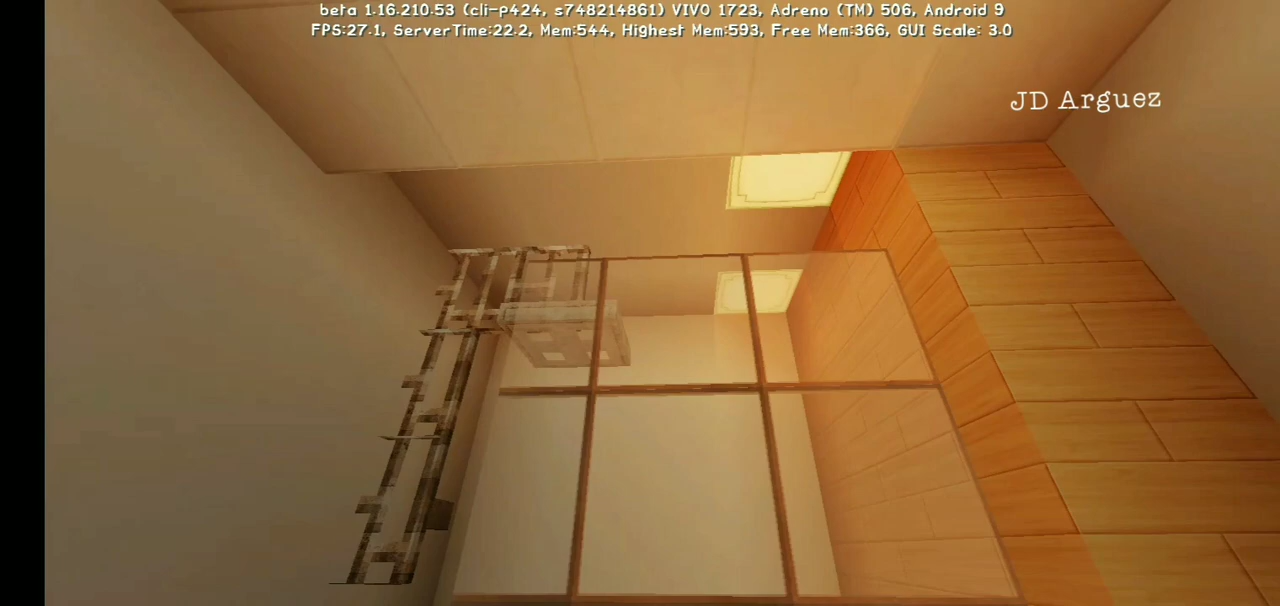 beta 1.16.210.53 (cli-p424, s748214861) VIVO 1723, Adreno (TM) 506, Android 9
FPS:27.1, ServerTime:22.2, Mem:544, Highest Mem:593, Free Mem:366, GUI Scale: 3.0
JD Arguez